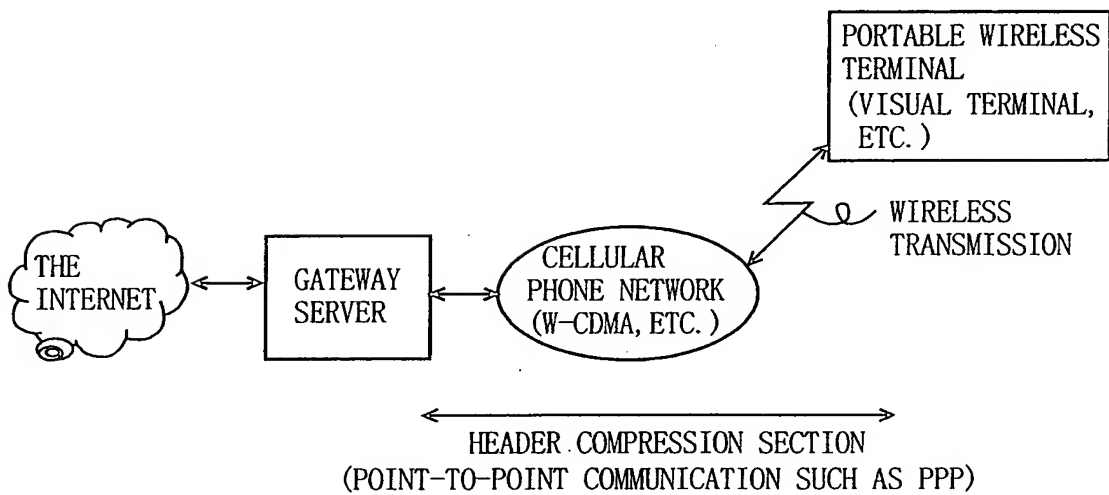 PORTABLE WIRELESS
TERMINAL
(VISUAL TERMINAL,
ETC.)
WIRELESS
TRANSMISSION
THE
INTERNET
GATEWAY
SERVER
CELLULAR
PHONE NETWORK
(W-CDMA, ETC.)
HEADER COMPRESSION SECTION
(POINT-TO-POINT COMMUNICATION SUCH AS PPP)